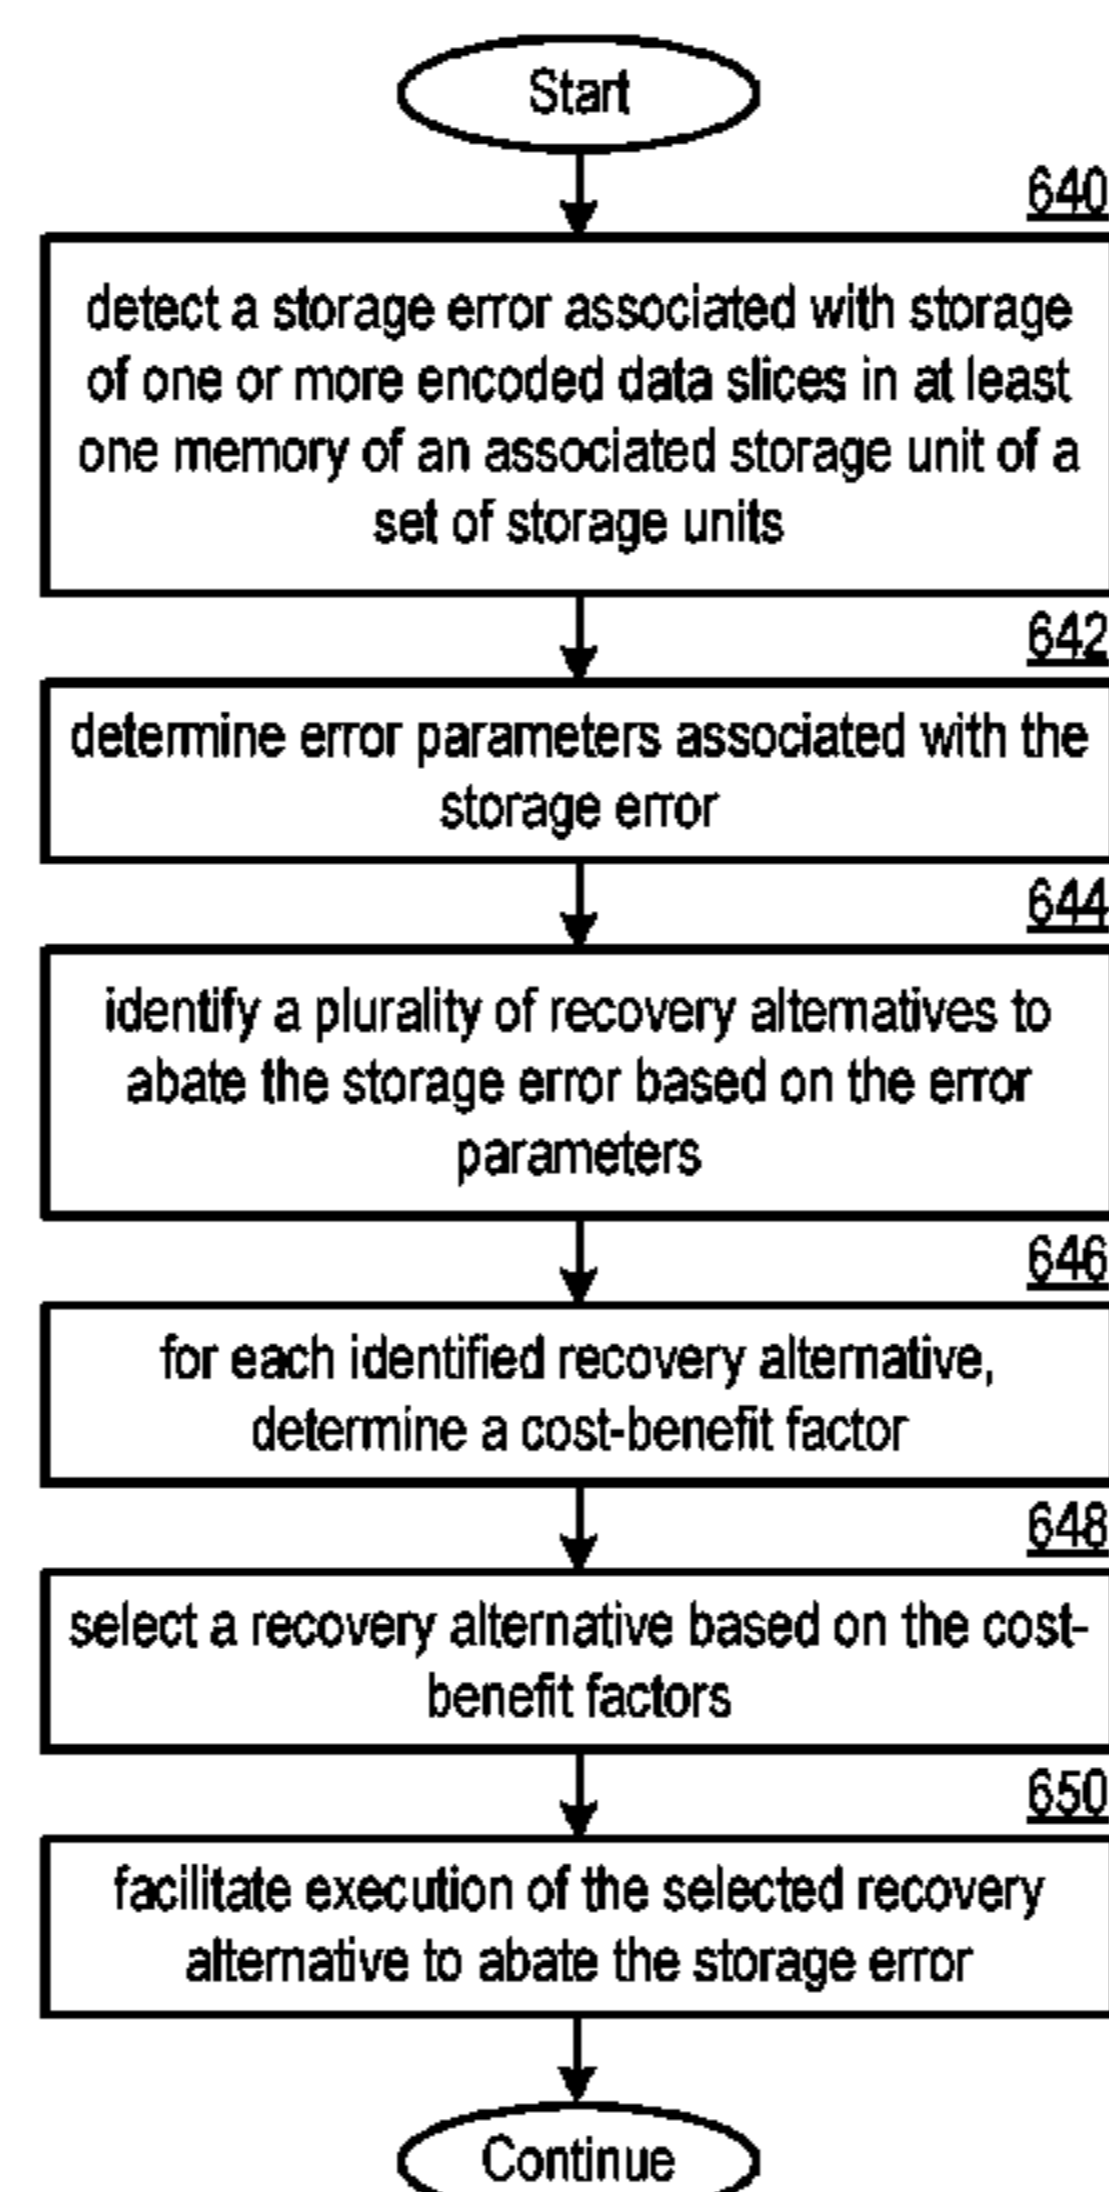 Start
640
detect a storage error associated with storage
of one or more encoded data slices in at least
one memory of an associated storage unit of a
set of storage units
642
determine error parameters associated with the
storage error
644
identify a plurality of recovery alternatives to
abate the storage error based on the error
parameters
646
for each identified recovery alternative,
determine a cost-benefit factor
648
select a recovery alternative based on the cost-
benefit factors
650
facilitate execution of the selected recovery
alternative to abate the storage error
Continue